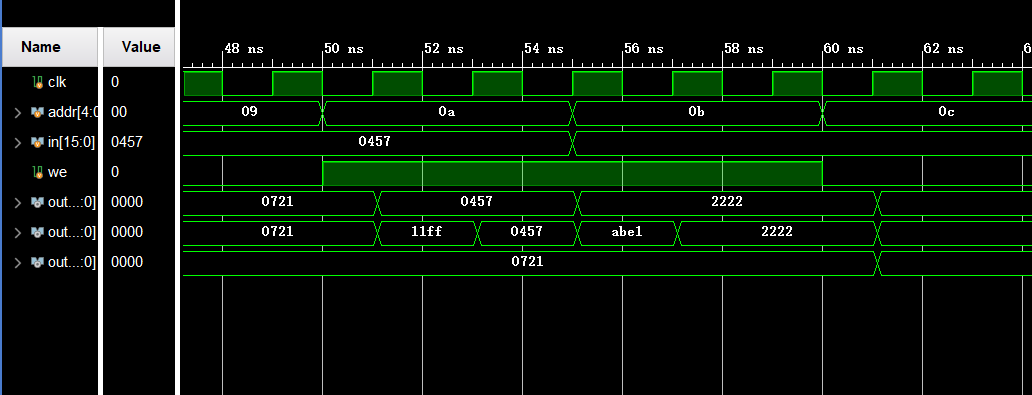 Name Value 48 ns 50 ns 52 ns 54 ns 56 ns 58 ns 60 ns 62 ns 6
clk 0
addr[4:0 00 09 0a 0b 0c
in[15:0] 0457 0457
we 0
out...:0] 0000 0721 0457 2222
out...:0] 0000 0721 11ff 0457 abe1 2222
out...:0] 0000 0721